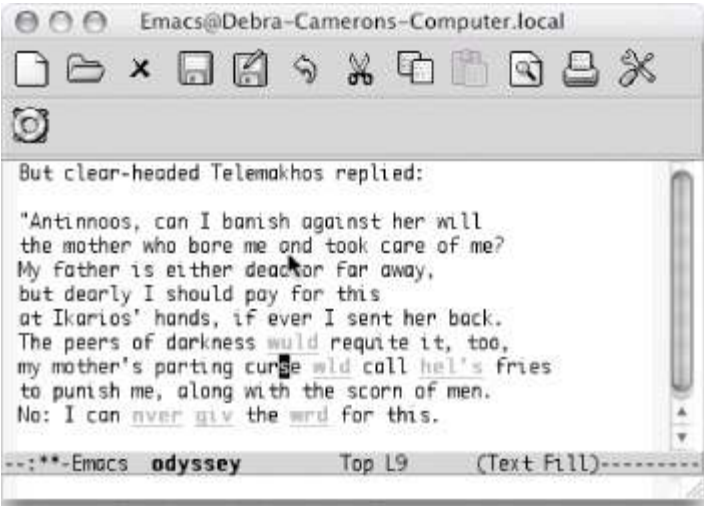 Emacs@Debra-Camerons-Computer.local
But clear-headed Telemakhos replied:
"Antinnoos, can I banish against her will
the mother who bore me and took care of me?
My father is either dead or far away,
but dearly I should pay for this
at Ikarios' hands, if ever I sent her back.
The peers of darkness wuld requite it, too,
my mother's parting curse wld call hel's fries
to punish me, along with the scorn of men.
No: I can nver giv the wrd for this.
--:**-Emacs odyssey Top L9 (Text Fill)---------